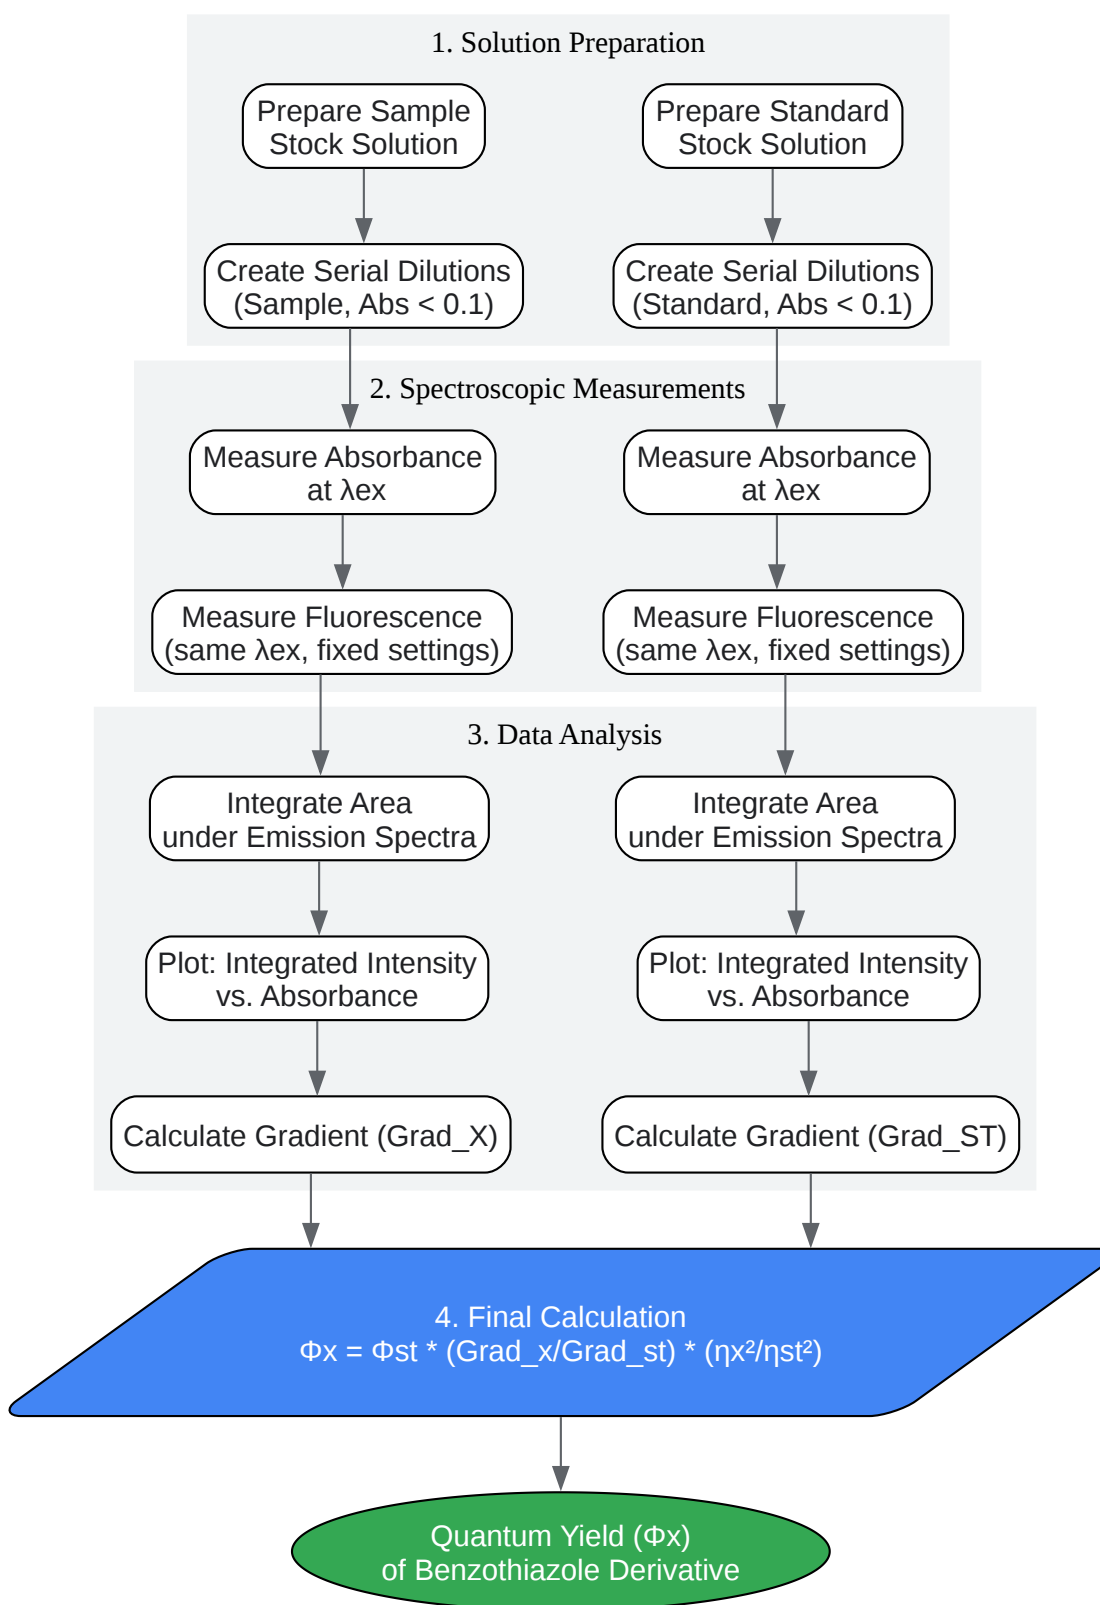 1. Solution Preparation
Prepare Sample
Stock Solution
Prepare Standard
Stock Solution
Create Serial Dilutions
(Sample, Abs < 0.1)
Create Serial Dilutions
(Standard, Abs < 0.1)
2. Spectroscopic Measurements
Measure Absorbance
at λex
Measure Absorbance
at λex
Measure Fluorescence
(same λex, fixed settings)
Measure Fluorescence
(same λex, fixed settings)
3. Data Analysis
Integrate Area
under Emission Spectra
Integrate Area
under Emission Spectra
Plot: Integrated Intensity
vs. Absorbance
Plot: Integrated Intensity
vs. Absorbance
Calculate Gradient (Grad_X)
Calculate Gradient (Grad_ST)
4. Final Calculation
Φx = Φst * (Grad_x/Grad_st) * (ηx²/ηst²)
Quantum Yield (Φx)
of Benzothiazole Derivative